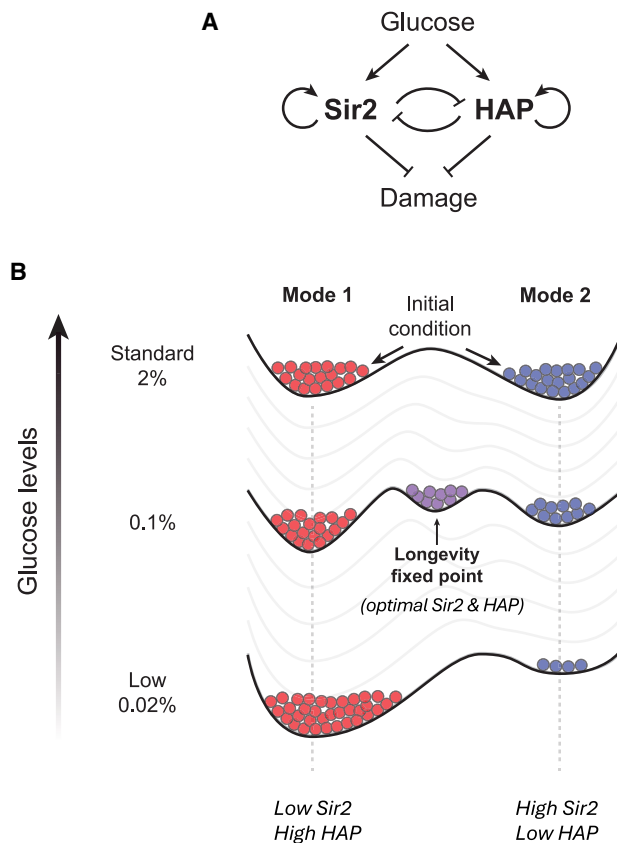 A
Glucose
Sir2
HAP
Damage
B
Mode 1
Initial
condition
Mode 2
Glucose levels
Standard
2%
0.1%
Longevity
fixed point
(optimal Sir2 & HAP)
Low
0.02%
Low Sir2
High HAP
High Sir2
Low HAP